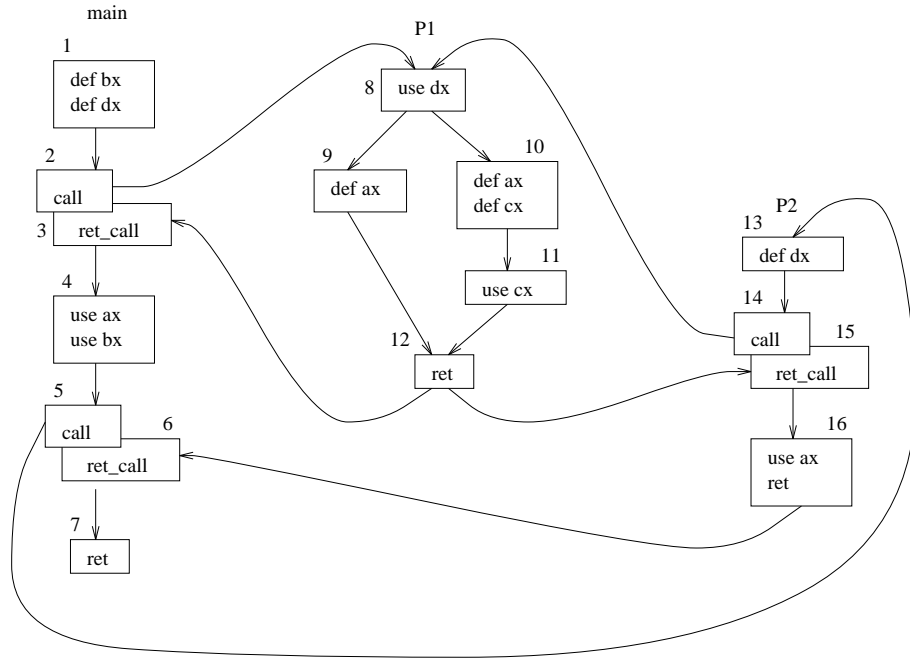 main
1
def bx
def dx
2
call
3
ret_call
4
use ax
use bx
5
call
6
ret_call
7
ret
P1
8
use dx
9
def ax
10
def ax
def cx
11
use cx
12
ret
P2
13
def dx
14
call
15
ret_call
16
use ax
ret